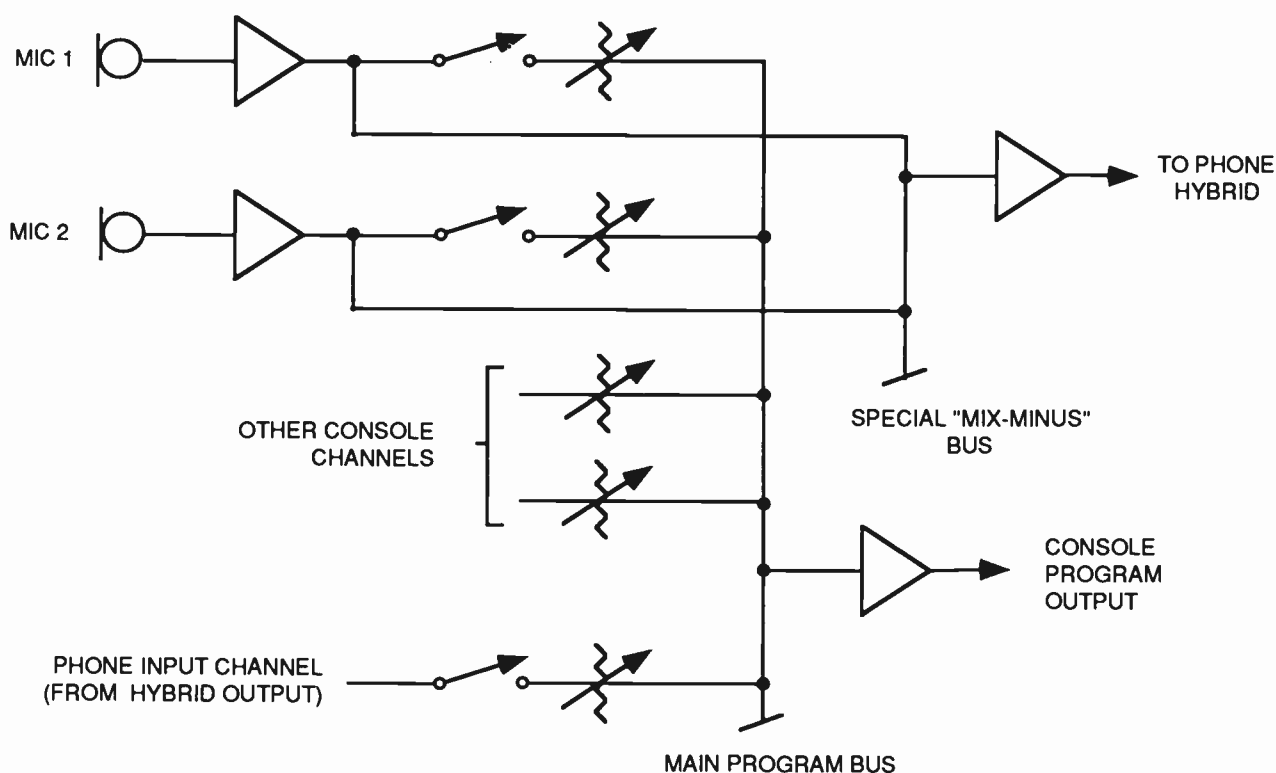 MIC 1
TO PHONE
HYBRID
MIC 2
SPECIAL "MIX-MINUS"
BUS
OTHER CONSOLE
CHANNELS
CONSOLE
PROGRAM
OUTPUT
PHONE INPUT CHANNEL
(FROM HYBRID OUTPUT)
MAIN PROGRAM BUS